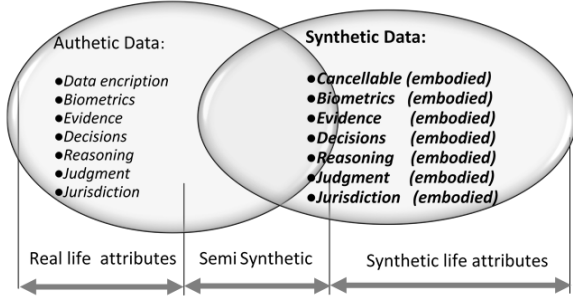 Authetic Data:
●Data encription
●Biometrics
●Evidence
●Decisions
●Reasoning
●Judgment
●Jurisdiction
Synthetic Data:
●Cancellable (embodied)
●Biometrics (embodied)
●Evidence (embodied)
●Decisions (embodied)
●Reasoning (embodied)
●Judgment (embodied)
●Jurisdiction (embodied)
Real life attributes
Semi Synthetic
Synthetic life attributes